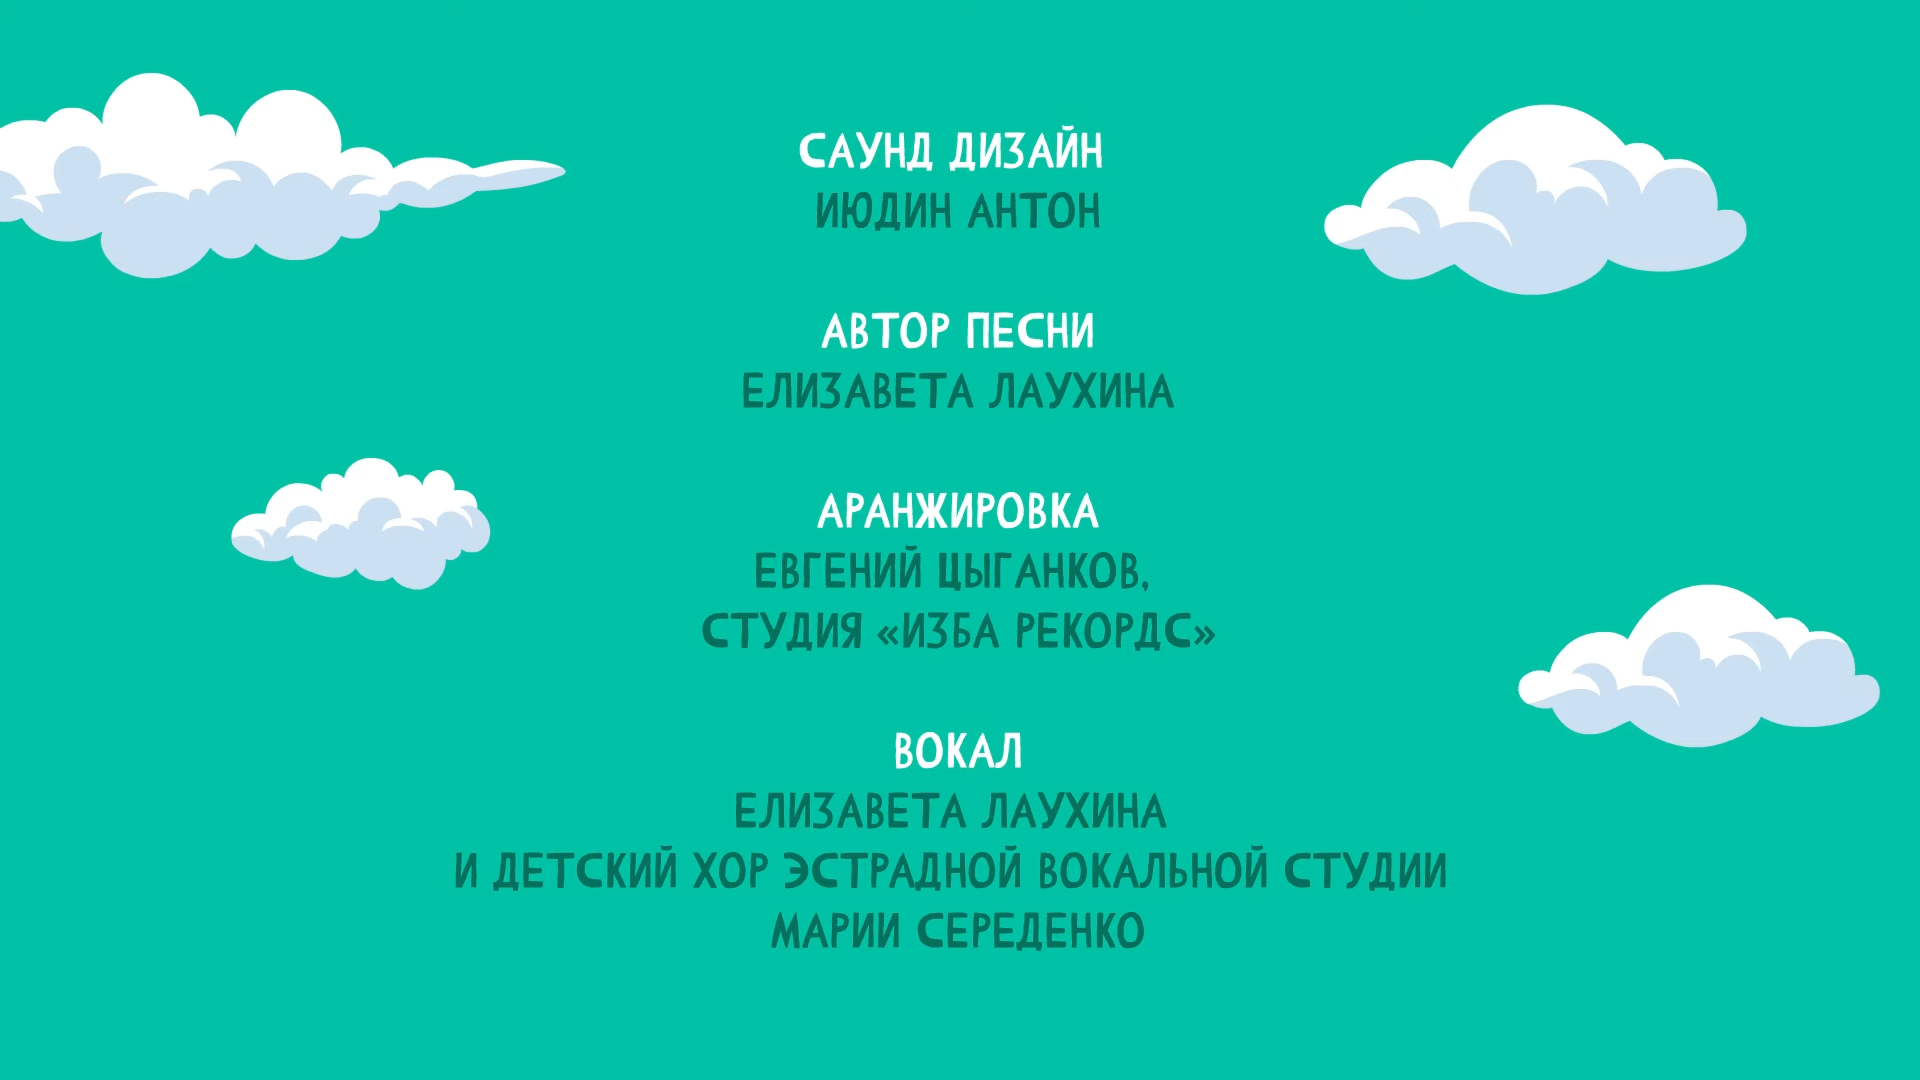 САУНД ДИЗАЙН
ИЮДИН АНТОН
АВТОР ПЕСНИ
ЕЛИЗАВЕТА ЛАУХИНА
АРАНЖИРОВКА
ЕВГЕНИЙ ЦЫГАНКОВ,
СТУДИЯ «ИЗБА РЕКОРДС»
ВОКАЛ
ЕЛИЗАВЕТА ЛАУХИНА
И ДЕТСКИЙ ХОР ЭСТРАДНОЙ ВОКАЛЬНОЙ СТУДИИ
МАРИИ СЕРЕДЕНКО